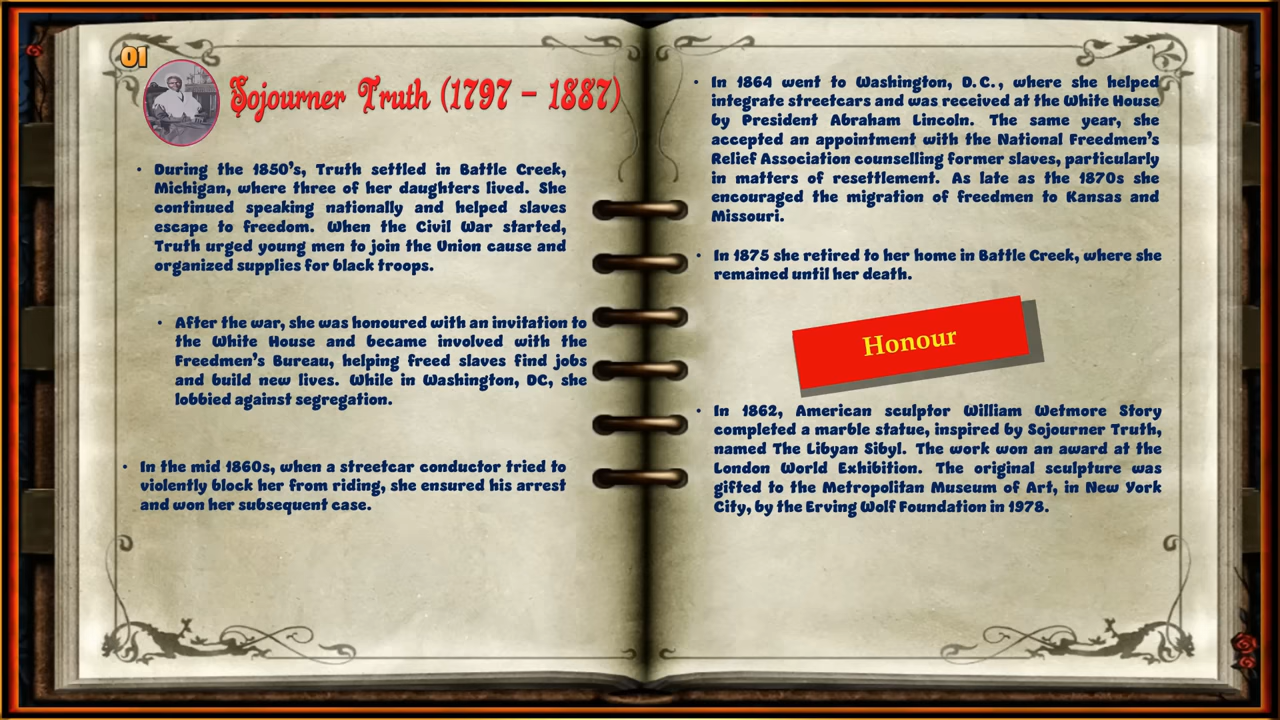 01
Sojourner Truth (1797 – 1887)
• During the 1850's, Truth settled in Battle Creek,
Michigan, where three of her daughters lived. She
continued speaking nationally and helped slaves
escape to freedom. When the Civil War started,
Truth urged young men to join the Union cause and
organized supplies for black troops.
• After the war, she was honoured with an invitation to
the White House and became involved with the
Freedmen's Bureau, helping freed slaves find jobs
and build new lives. While in Washington, DC, she
lobbied against segregation.
• In the mid 1860s, when a streetcar conductor tried to
violently block her from riding, she ensured his arrest
and won her subsequent case.
• In 1864 went to Washington, D.C., where she helped
integrate streetcars and was received at the White House
by President Abraham Lincoln. The same year, she
accepted an appointment with the National Freedmen's
Relief Association counselling former slaves, particularly
in matters of resettlement. As late as the 1870s she
encouraged the migration of freedmen to Kansas and
Missouri.
• In 1875 she retired to her home in Battle Creek, where she
remained until her death.
Honour
• In 1862, American sculptor William Wetmore Story
completed a marble statue, inspired by Sojourner Truth,
named The Libyan Sibyl. The work won an award at the
London World Exhibition. The original sculpture was
gifted to the Metropolitan Museum of Art, in New York
City, by the Erving Wolf Foundation in 1978.